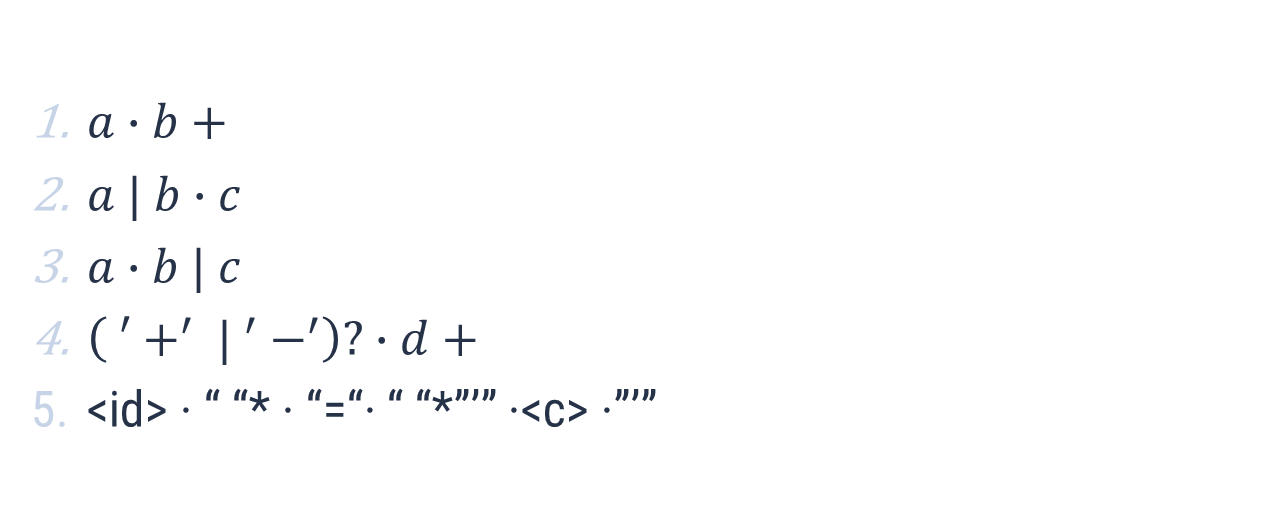 1. a · b +
2. a | b · c
3. a · b | c
4. ( ′ +′ | ′ −′)? · d +
5. <id> · “ “* · “=“· “ “*”’” ·<c> ·”’”